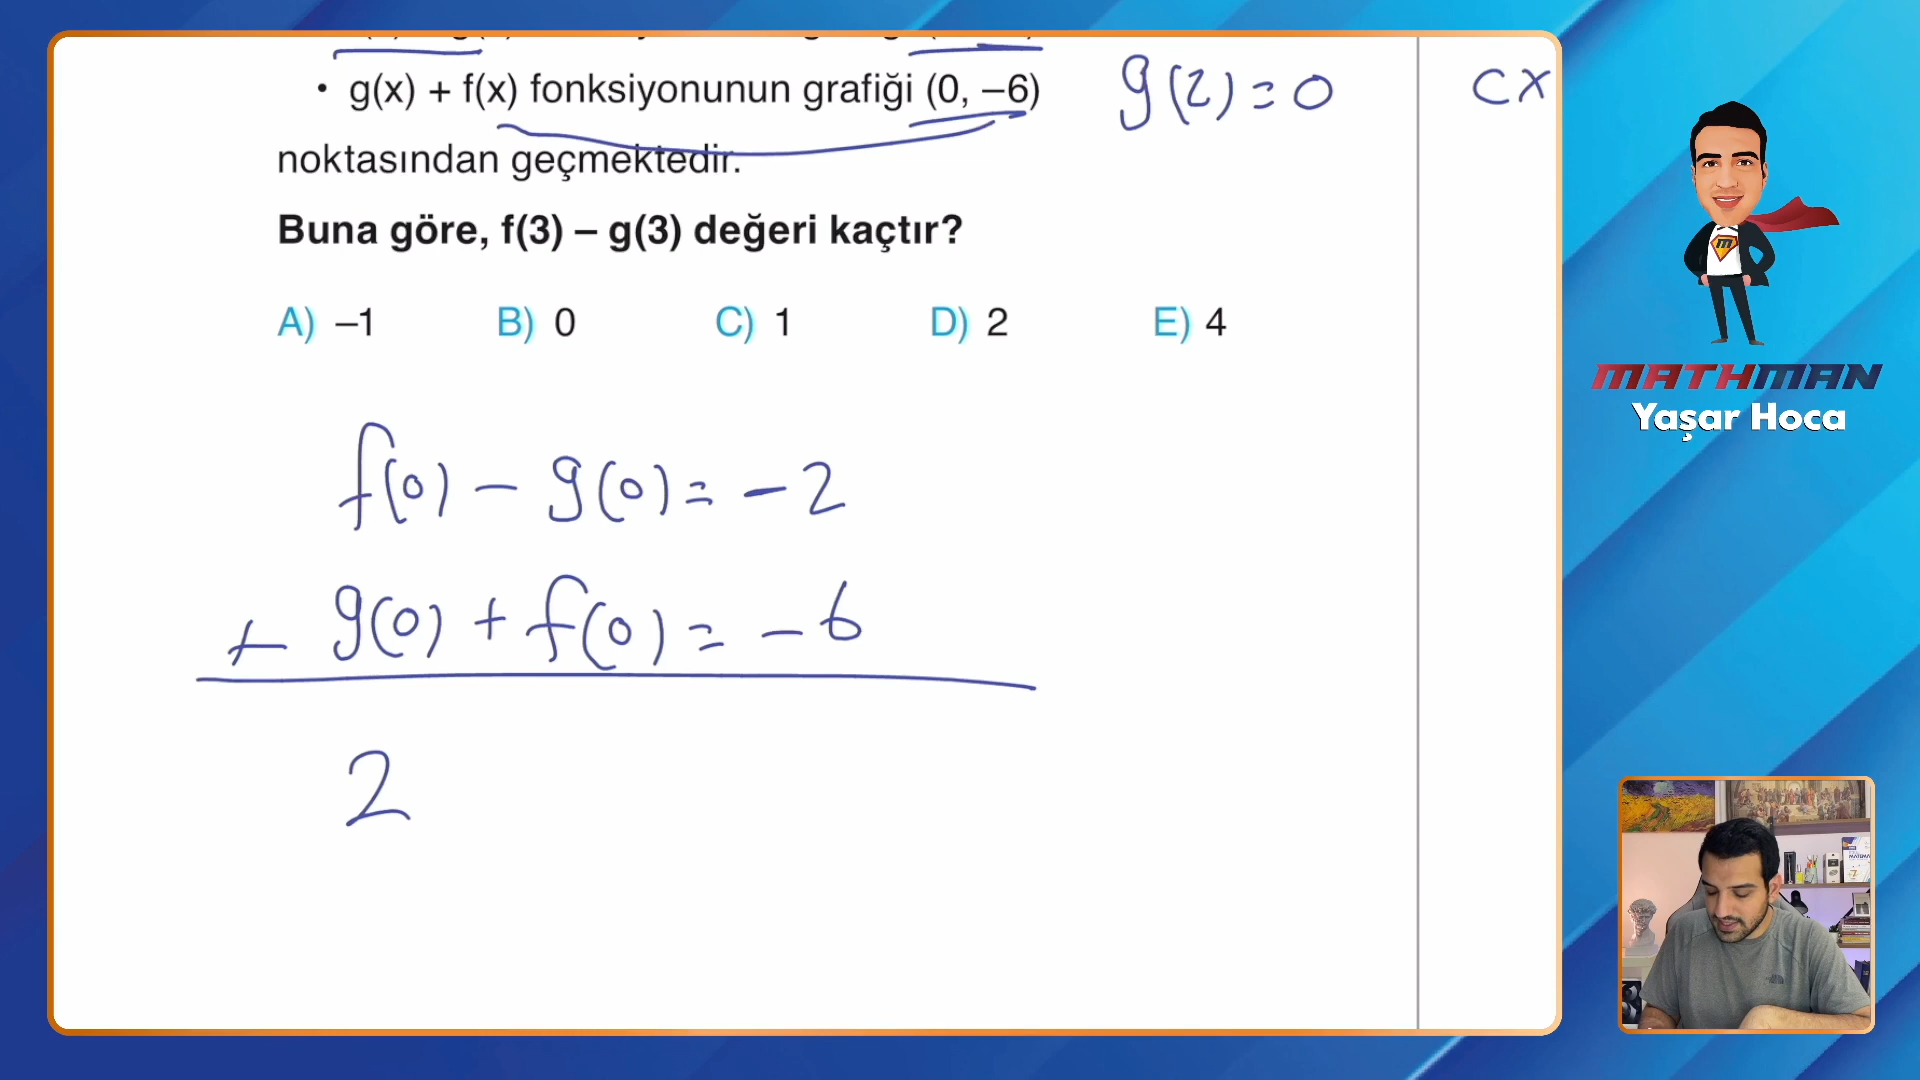 • g(x) + f(x) fonksiyonunun grafiği (0, –6)
noktasından geçmektedir.
g(2) = 0
cx
Buna göre, f(3) – g(3) değeri kaçtır?
A) –1 B) 0 C) 1 D) 2 E) 4
f(0) – g(0) = –2
+ g(0) + f(0) = –6
2
MATHMAN
Yaşar Hoca